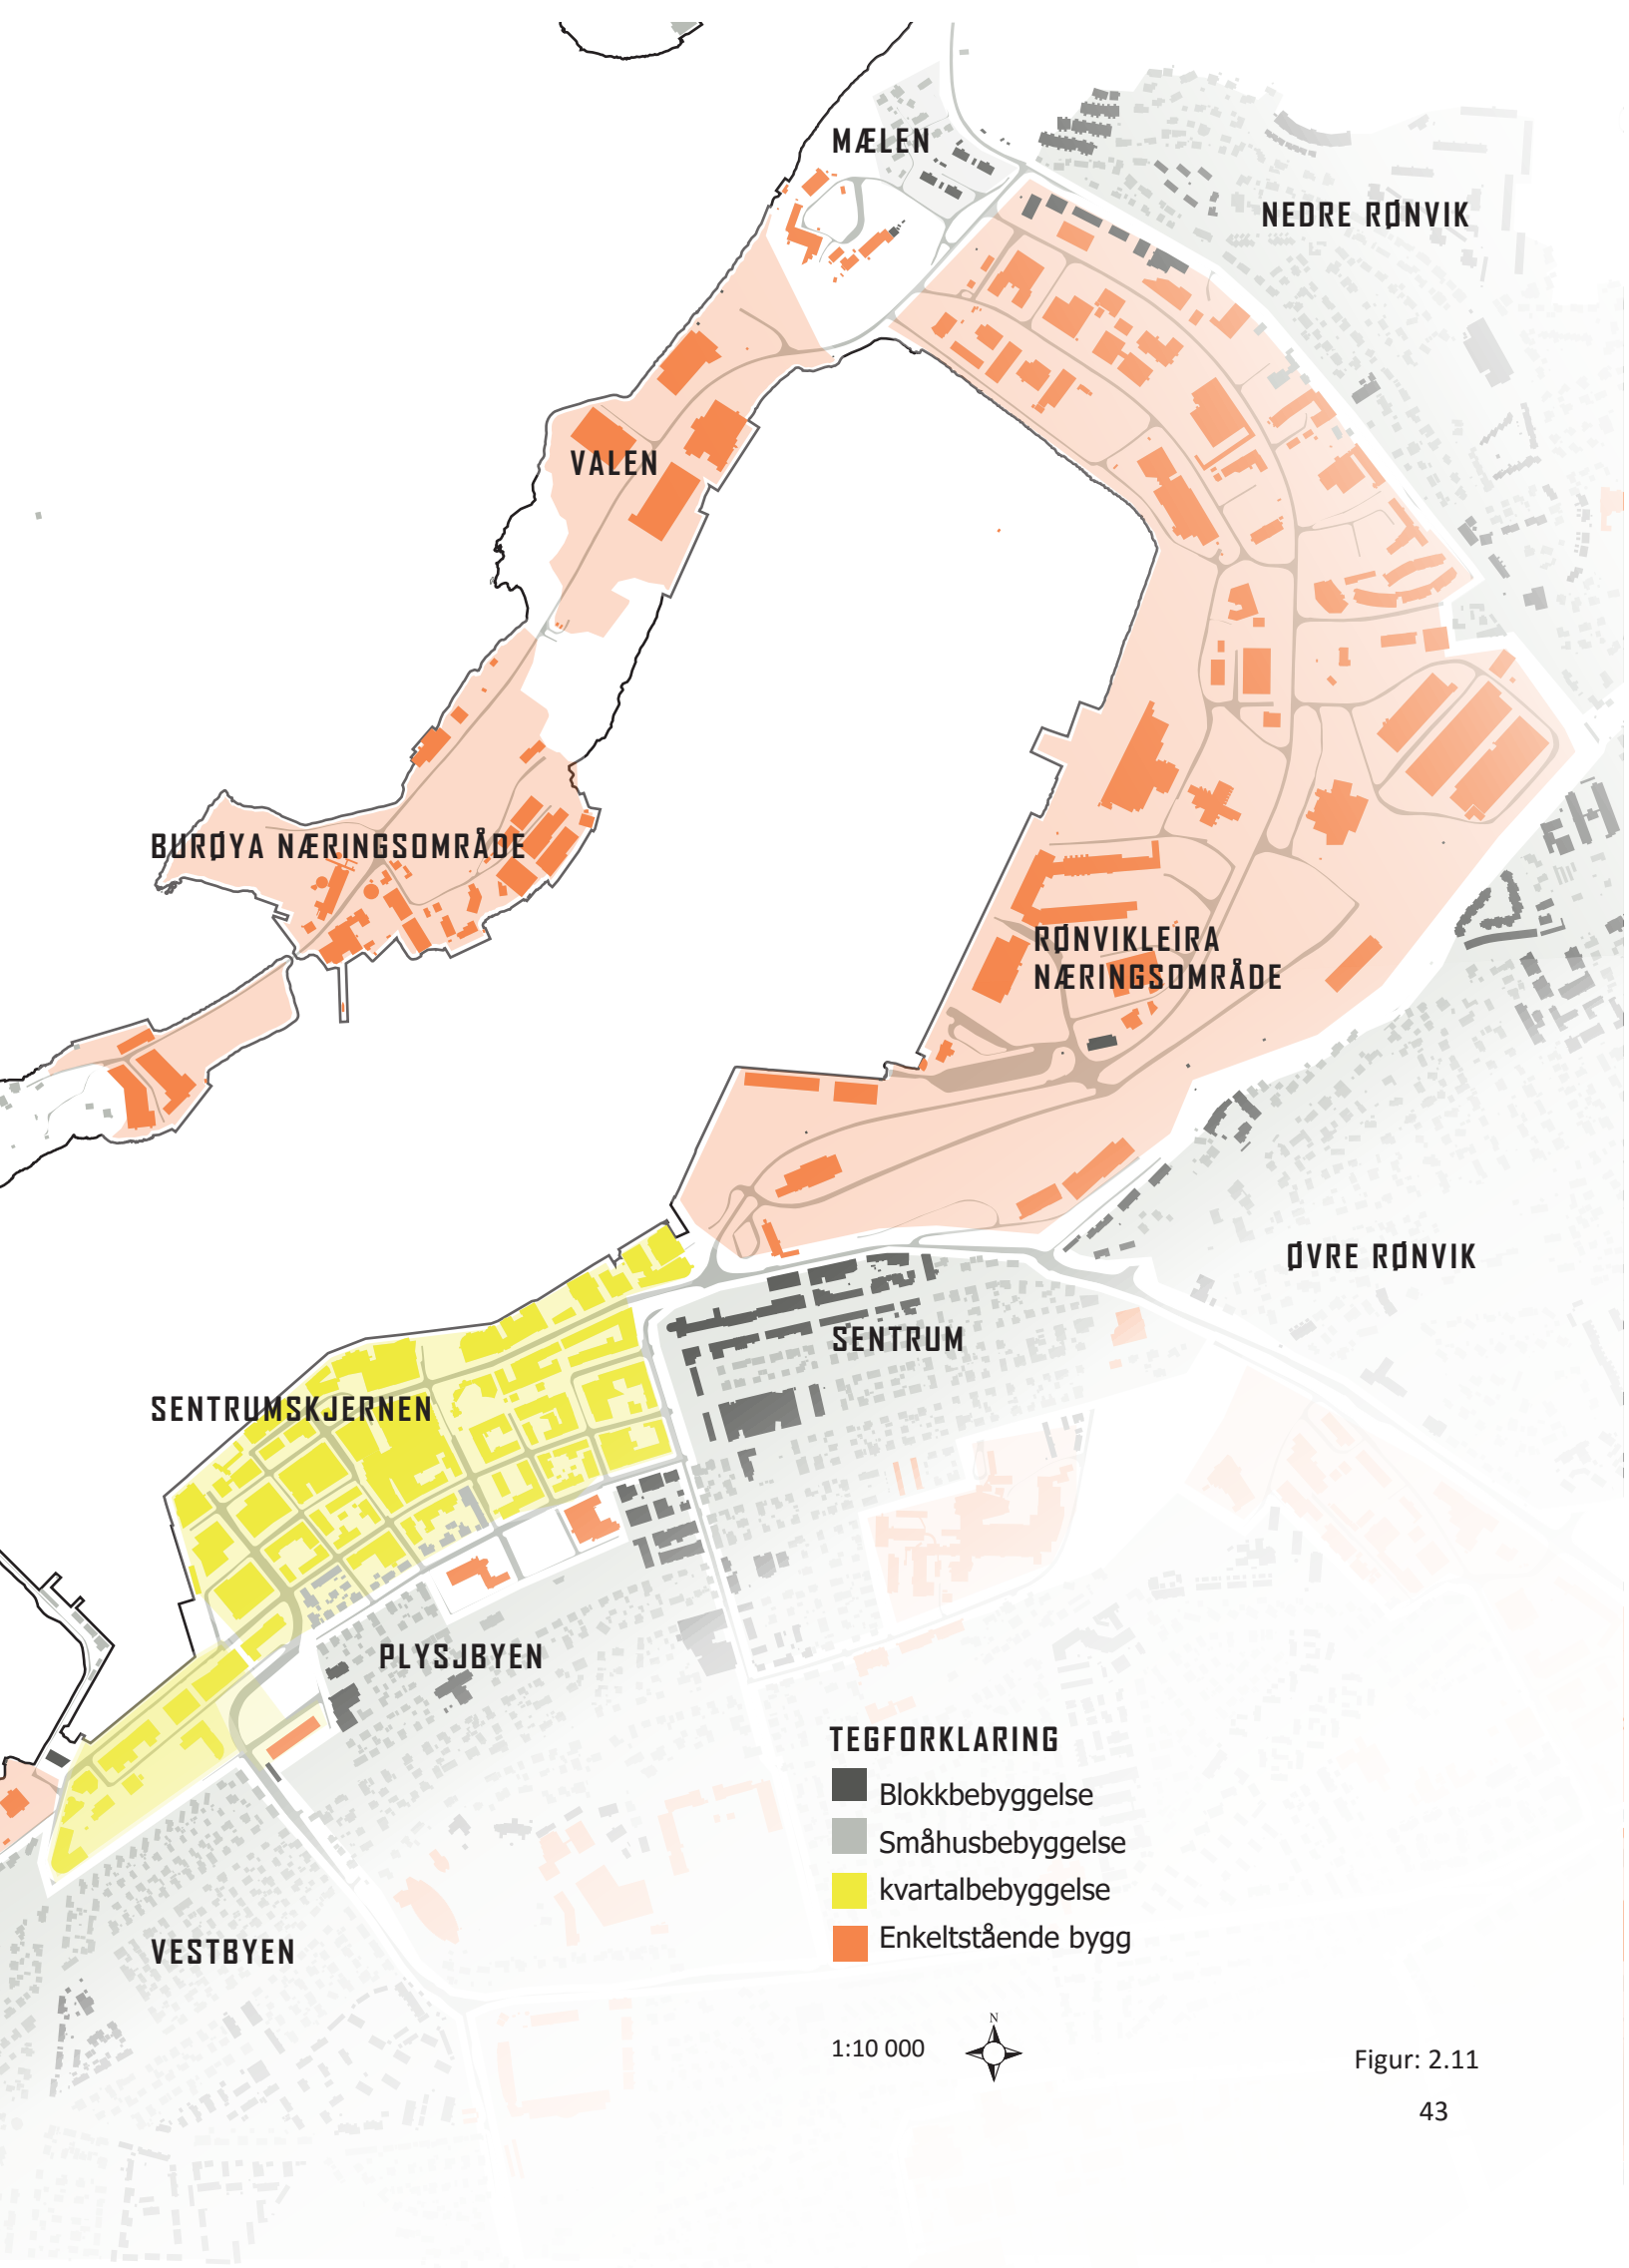 MÆLEN
NEDRE RØNVIK
VALEN
BURØYA NÆRINGSOMRÅDE
RØNVIKLEIRA
NÆRINGSOMRÅDE
ØVRE RØNVIK
SENTRUM
SENTRUMSKJERNEN
PLYSJBYEN
TEGFORKLARING
Blokkbebyggelse
Småhusbebyggelse
kvartalbebyggelse
Enkeltstående bygg
VESTBYEN
N
1:10 000
Figur: 2.11
43